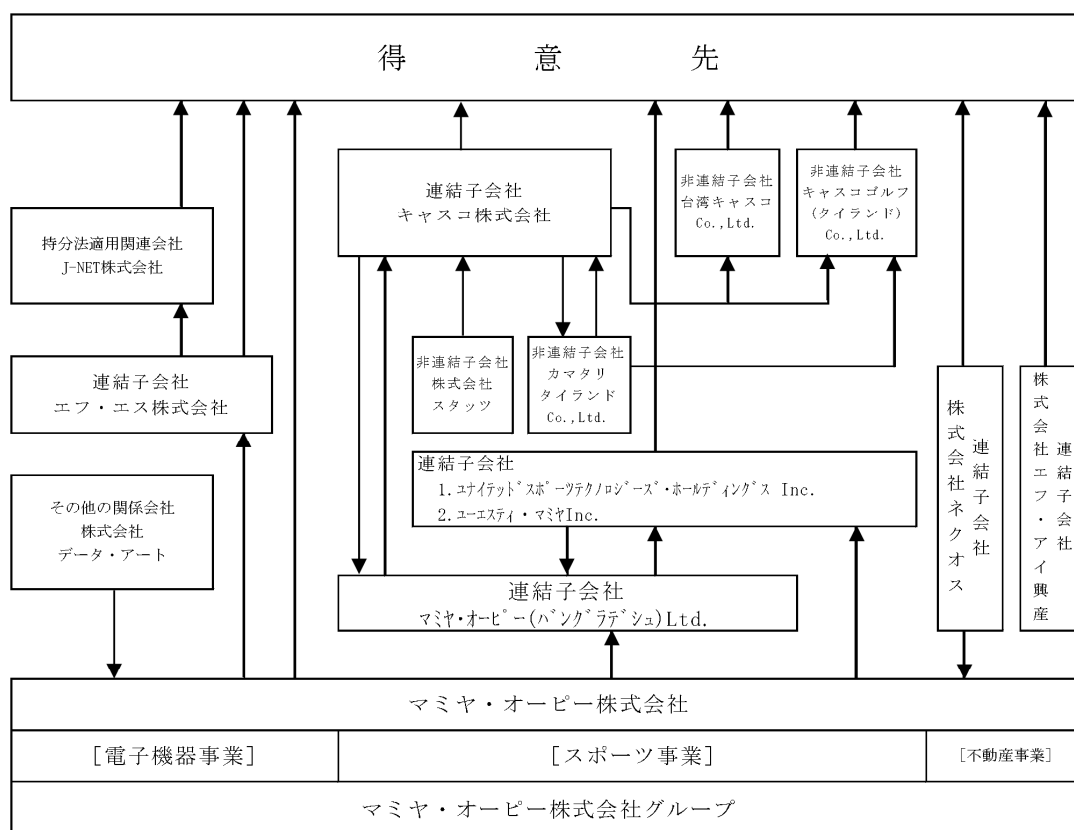 得意先
持分法適用関連会社
J-NET株式会社
連結子会社
エフ・エス株式会社
その他の関係会社
株式会社
データ・アート
連結子会社
キャスコ株式会社
非連結子会社
台湾キャスコ
Co.,Ltd.
非連結子会社
キャスコゴルフ
(タイランド)
Co.,Ltd.
非連結子会社
株式会社
スタッツ
非連結子会社
カマタリ
タイランド
Co.,Ltd.
連結子会社
1.ユナイテッドスポーツテクノロジーズ・ホールディングス Inc.
2.ユーエスティ・マミヤInc.
連結子会社
マミヤ・オーピー(バングラデシュ)Ltd.
連結子会社
株式会社ネクオス
連結子会社
株式会社エフ・アイ興産
マミヤ・オーピー株式会社
[電子機器事業]
[スポーツ事業]
[不動産事業]
マミヤ・オーピー株式会社グループ